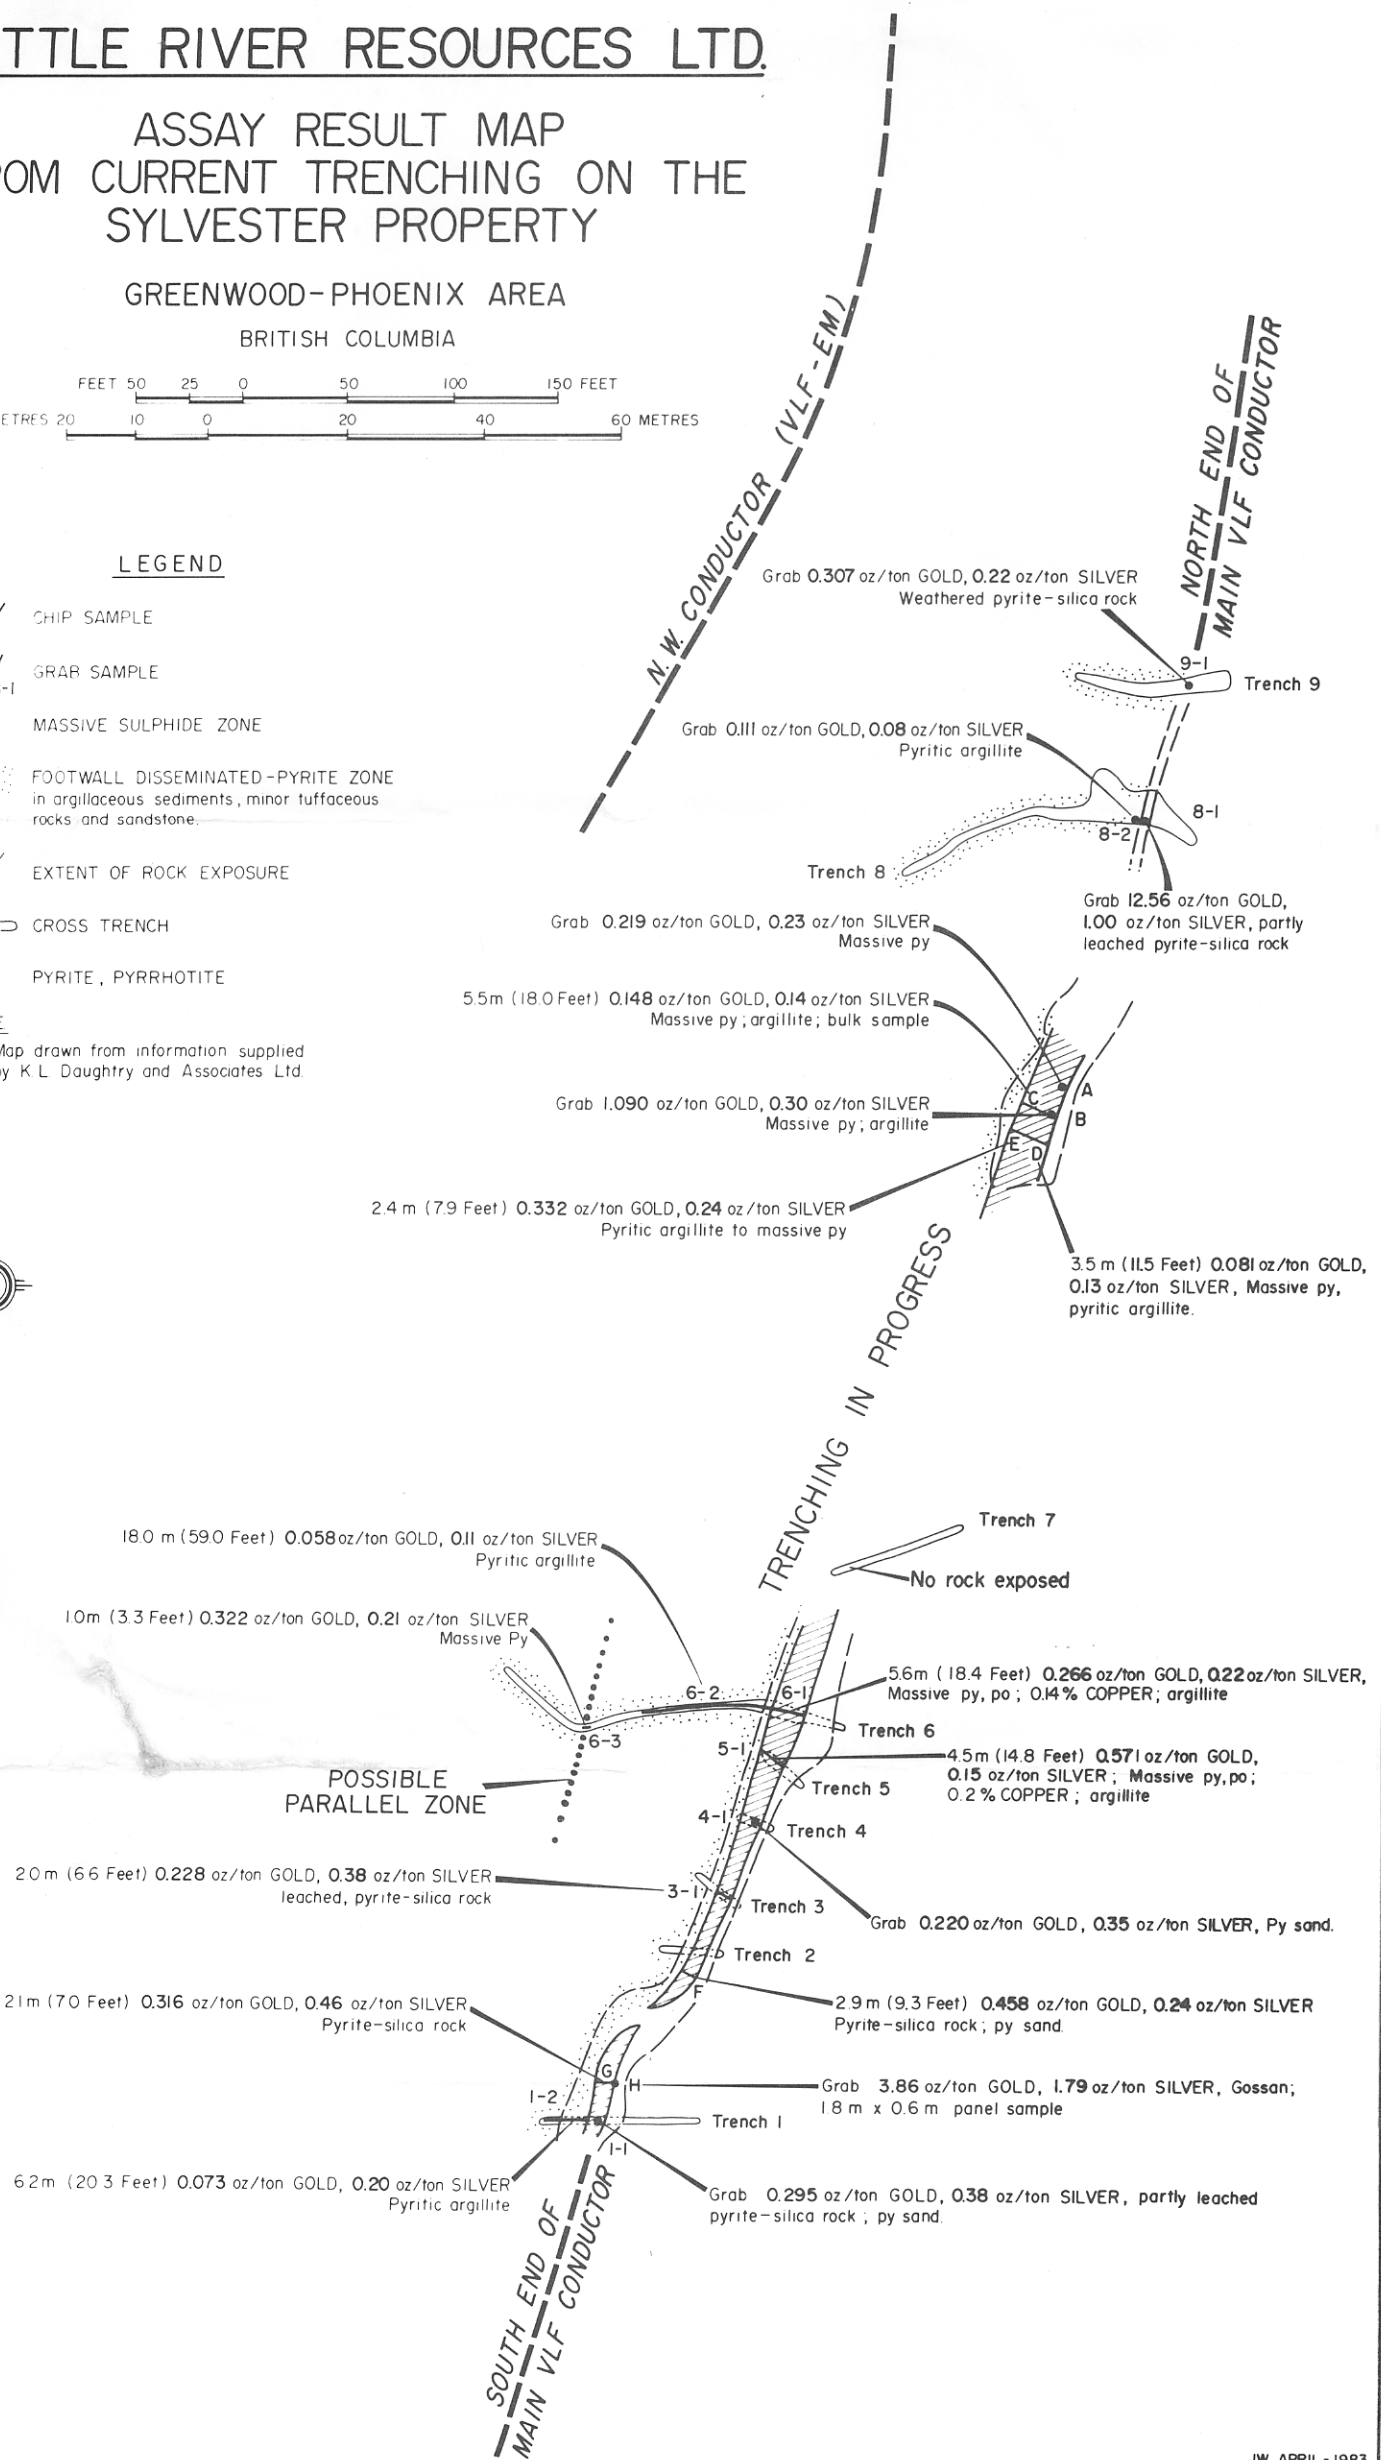 TTLE RIVER RESOURCES LTD.
ASSAY RESULT MAP
OM CURRENT TRENCHING ON THE
SYLVESTER PROPERTY
GREENWOOD-PHOENIX AREA
BRITISH COLUMBIA
FEET 50 25 0 50 100 150 FEET
ETRES 20 10 0 20 40 60 METRES
LEGEND
CHIP SAMPLE
GRAB SAMPLE
-1
MASSIVE SULPHIDE ZONE
FOOTWALL DISSEMINATED-PYRITE ZONE
in argillaceous sediments, minor tuffaceous
rocks and sandstone.
EXTENT OF ROCK EXPOSURE
CROSS TRENCH
PYRITE, PYRRHOTITE
Map drawn from information supplied
by K.L. Daughtry and Associates Ltd.
N.W. CONDUCTOR (VLF-EM)
NORTH END OF
MAIN VLF CONDUCTOR
Grab 0.307 oz/ton GOLD, 0.22 oz/ton SILVER
Weathered pyrite-silica rock
9-1
Trench 9
Grab 0.111 oz/ton GOLD, 0.08 oz/ton SILVER
Pyritic argillite
8-1
8-2
Trench 8
Grab 12.56 oz/ton GOLD,
1.00 oz/ton SILVER, partly
leached pyrite-silica rock
Grab 0.219 oz/ton GOLD, 0.23 oz/ton SILVER
Massive py
5.5m (18.0 Feet) 0.148 oz/ton GOLD, 0.14 oz/ton SILVER
Massive py; argillite; bulk sample
A
C
Grab 1.090 oz/ton GOLD, 0.30 oz/ton SILVER
Massive py; argillite
B
E
D
2.4 m (7.9 Feet) 0.332 oz/ton GOLD, 0.24 oz/ton SILVER
Pyritic argillite to massive py
3.5 m (11.5 Feet) 0.081 oz/ton GOLD,
0.13 oz/ton SILVER, Massive py,
pyritic argillite.
TRENCHING IN PROGRESS
Trench 7
No rock exposed
18.0 m (59.0 Feet) 0.058 oz/ton GOLD, 0.11 oz/ton SILVER
Pyritic argillite
1.0m (3.3 Feet) 0.322 oz/ton GOLD, 0.21 oz/ton SILVER
Massive Py
5.6m (18.4 Feet) 0.266 oz/ton GOLD, 0.22 oz/ton SILVER,
Massive py, po; 0.14% COPPER; argillite
6-2
6-1
6-3
Trench 6
5-1
4.5m (14.8 Feet) 0.571 oz/ton GOLD,
0.15 oz/ton SILVER; Massive py, po;
0.2% COPPER; argillite
POSSIBLE
PARALLEL ZONE
Trench 5
4-1
Trench 4
2.0 m (6.6 Feet) 0.228 oz/ton GOLD, 0.38 oz/ton SILVER
leached, pyrite-silica rock
3-1
Trench 3
Grab 0.220 oz/ton GOLD, 0.35 oz/ton SILVER, Py sand.
Trench 2
F
2.1m (7.0 Feet) 0.316 oz/ton GOLD, 0.46 oz/ton SILVER
Pyrite-silica rock
2.9 m (9.3 Feet) 0.458 oz/ton GOLD, 0.24 oz/ton SILVER
Pyrite-silica rock; py sand.
G
H
Grab 3.86 oz/ton GOLD, 1.79 oz/ton SILVER, Gossan;
1.8 m x 0.6 m panel sample
1-2
Trench 1
1-1
6.2m (20.3 Feet) 0.073 oz/ton GOLD, 0.20 oz/ton SILVER
Pyritic argillite
Grab 0.295 oz/ton GOLD, 0.38 oz/ton SILVER, partly leached
pyrite-silica rock; py sand.
SOUTH END OF
MAIN VLF CONDUCTOR
JW APRIL-1983